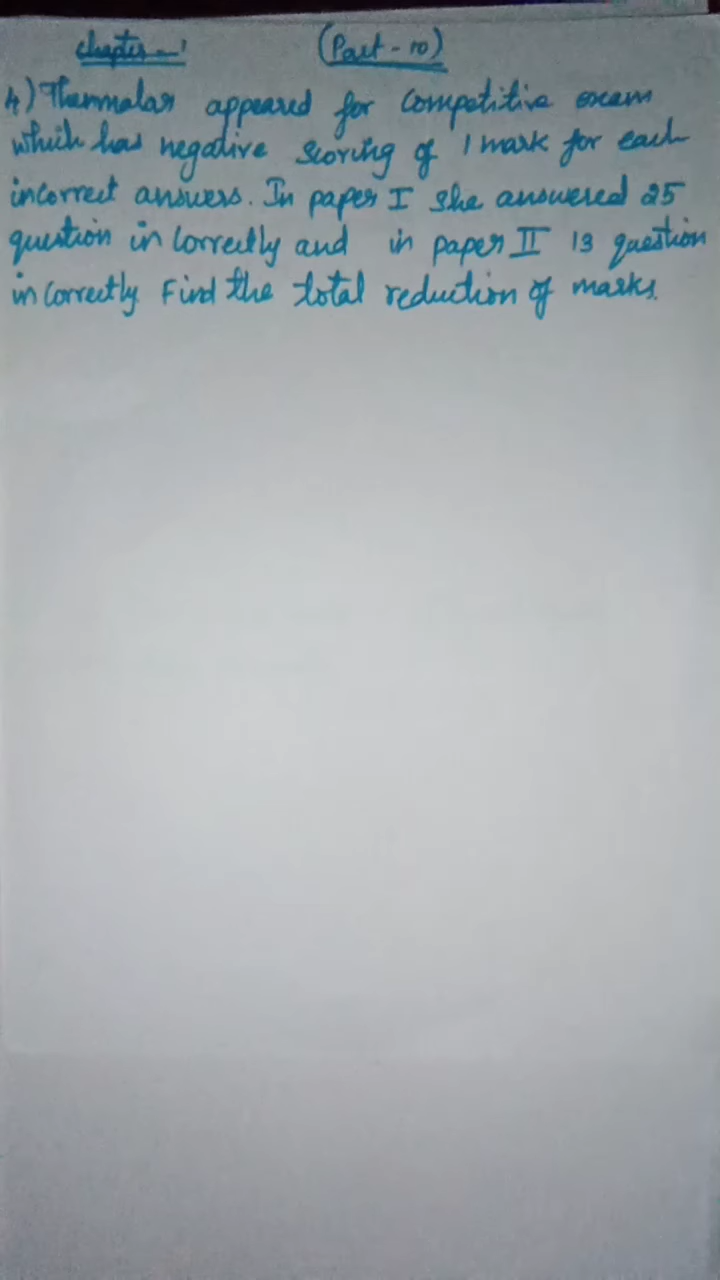 chapter - 1 (Part - 10)
4) Thenmalar appeared for Competitive exam
which has negative scoring of 1 mark for each
incorrect answers. In paper I she answered 25
question incorrectly and in paper II 13 question
incorrectly Find the total reduction of marks.